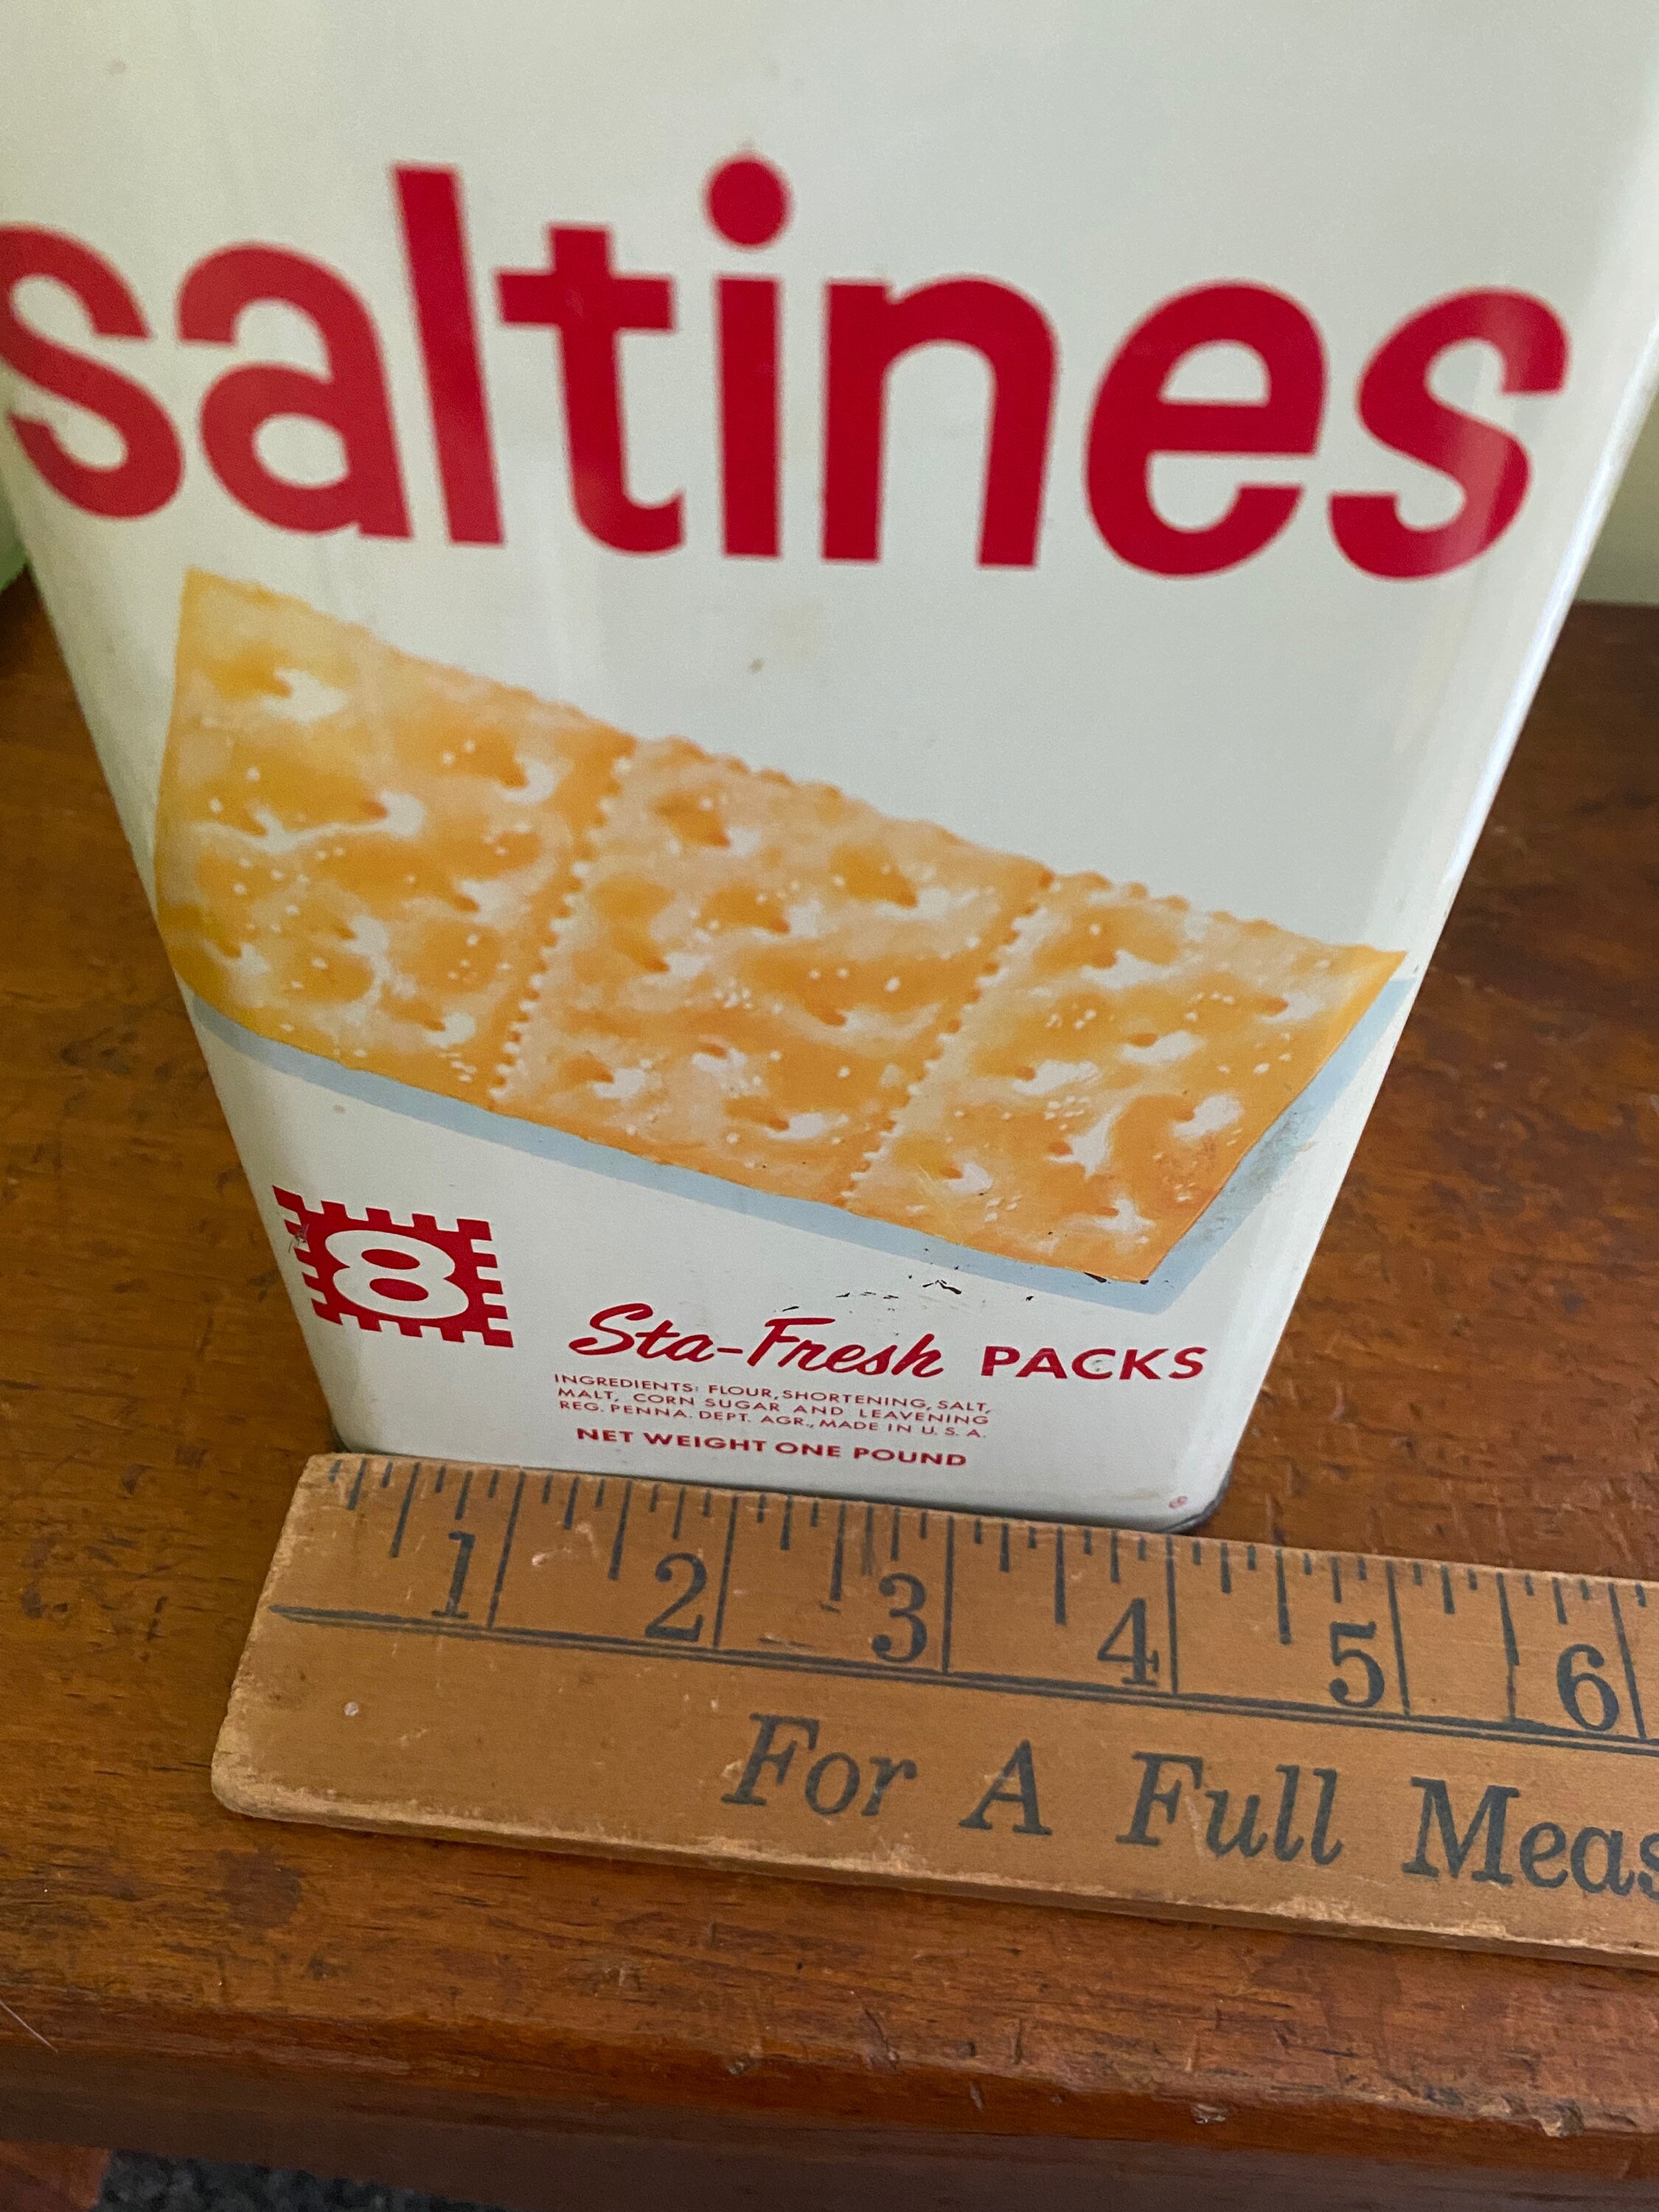 saltines
8
Sta-Fresh PACKS
INGREDIENTS: FLOUR, SHORTENING, SALT,
MALT, CORN SUGAR AND LEAVENING
REG. PENNA. DEPT. AGR., MADE IN U.S.A.
NET WEIGHT ONE POUND
1 2 3 4 5 6
For A Full Meas